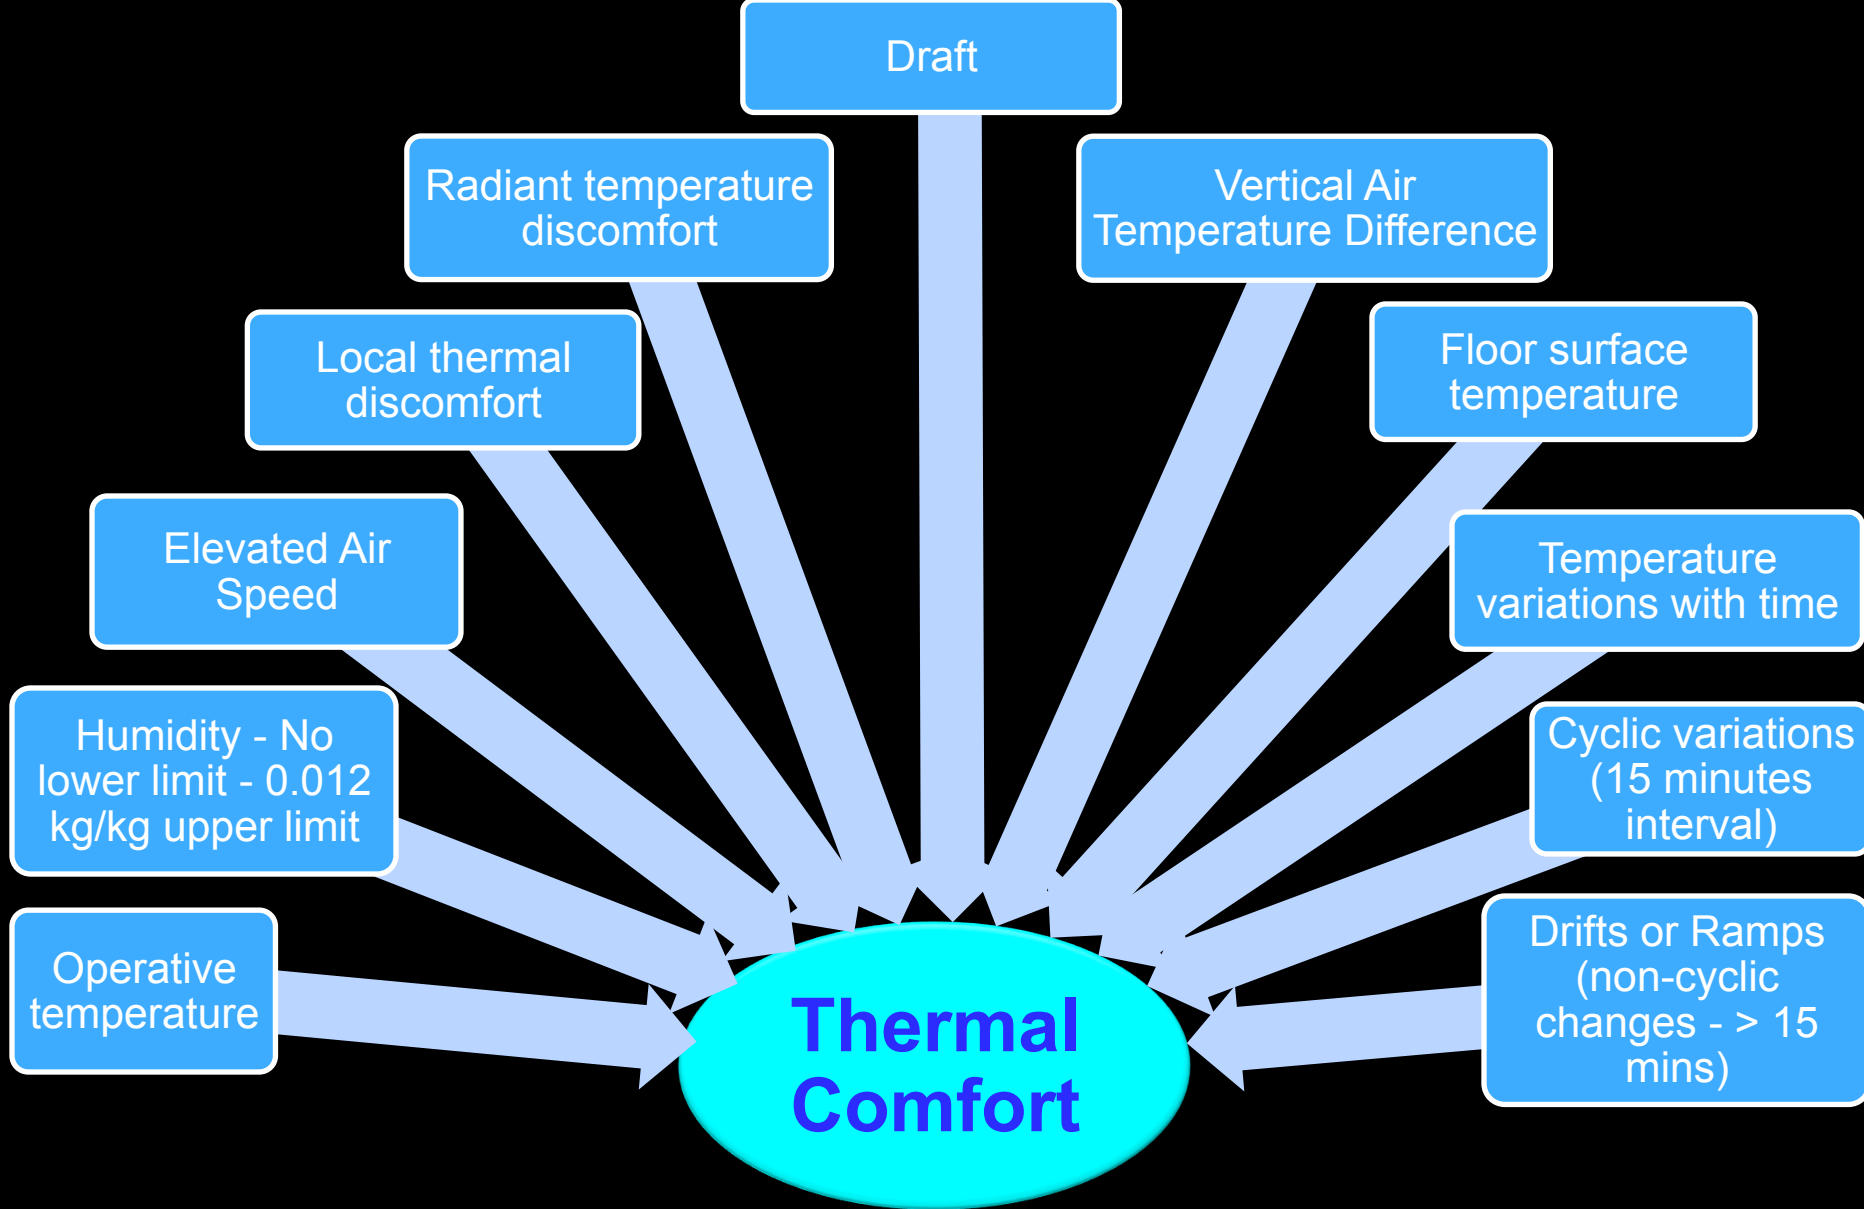 Draft
Radiant temperature
discomfort
Vertical Air
Temperature Difference
Local thermal
discomfort
Floor surface
temperature
Elevated Air
Speed
Temperature
variations with time
Humidity - No
lower limit - 0.012
kg/kg upper limit
Cyclic variations
(15 minutes
interval)
Operative
temperature
Drifts or Ramps
(non-cyclic
changes - > 15
mins)
Thermal
Comfort